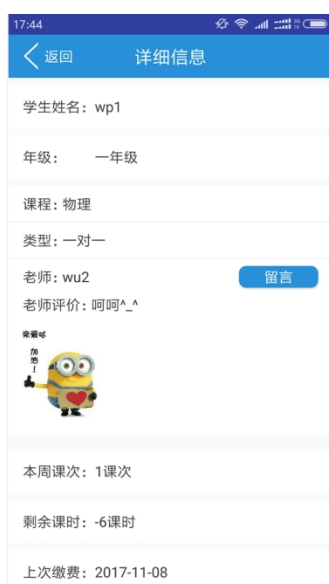 17:44
返回 详细信息
学生姓名：wp1
年级： 一年级
课程：物理
类型：一对一
老师：wu2 留言
老师评价：呵呵^_^
亲爱哒
加油！
本周课次：1课次
剩余课时：-6课时
上次缴费：2017-11-08